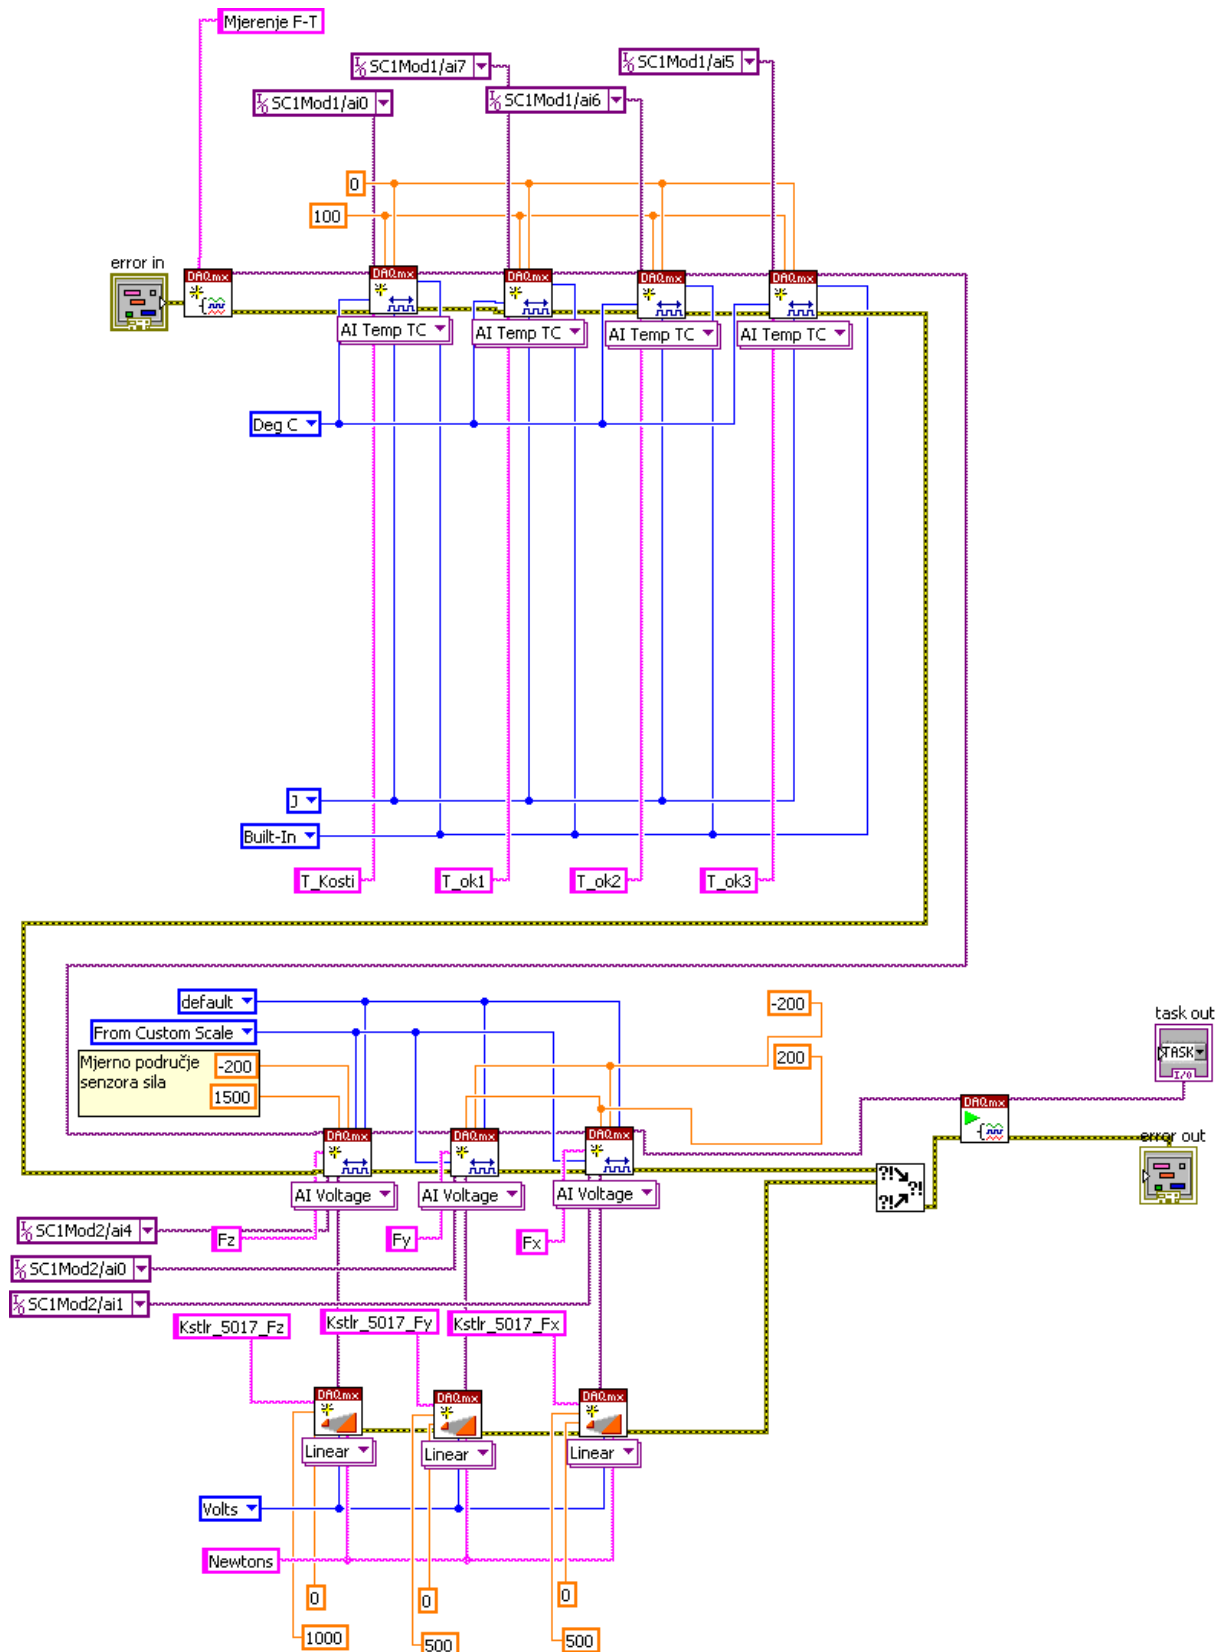 Mjerenje F-T
SC1Mod1/ai5
SC1Mod1/ai7
SC1Mod1/ai0
SC1Mod1/ai6
0
100
error in
DAQmx
DAQmx
DAQmx
DAQmx
DAQmx
AI Temp TC
AI Temp TC
AI Temp TC
AI Temp TC
Deg C
J
Built-In
T_Kosti
T_ok1
T_ok2
T_ok3
default
-200
From Custom Scale
task out
Mjerno područje
senzora sila
-200
1500
200
TASK
I/O
DAQmx
DAQmx
DAQmx
DAQmx
error out
?!
?!
?!
AI Voltage
AI Voltage
AI Voltage
SC1Mod2/ai4
Fz
Fy
Fx
SC1Mod2/ai0
SC1Mod2/ai1
Kstlr_5017_Fz
Kstlr_5017_Fy
Kstlr_5017_Fx
DAQmx
DAQmx
DAQmx
Linear
Linear
Linear
Volts
Newtons
0
0
0
1000
500
500